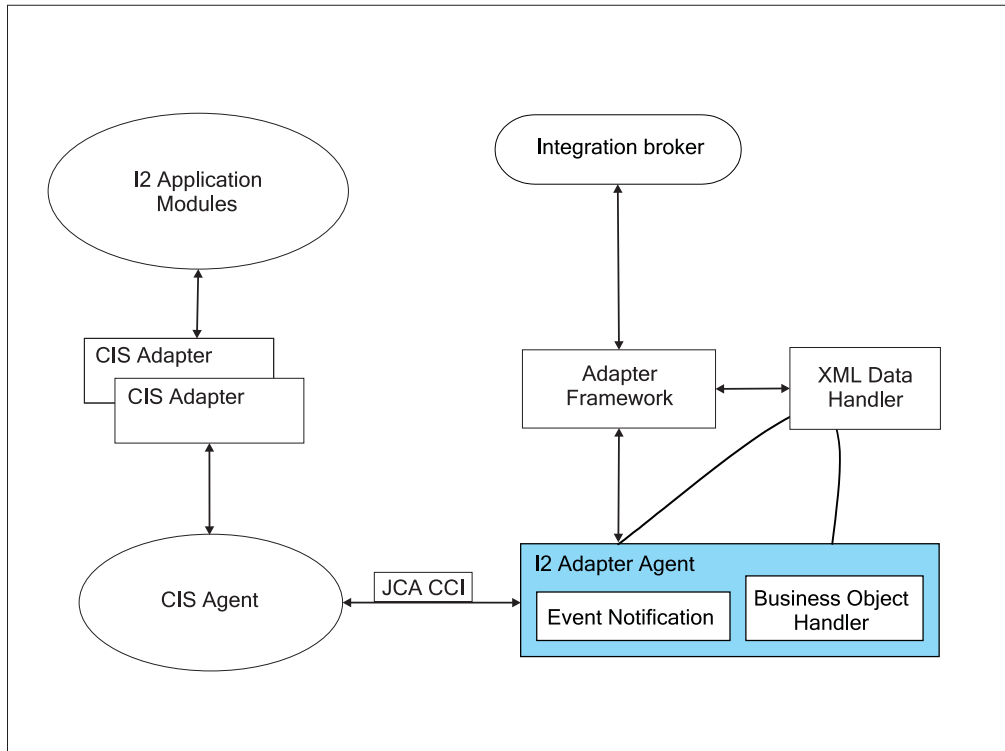 I2 Application
Modules
Integration broker
CIS Adapter
CIS Adapter
Adapter
Framework
XML Data
Handler
CIS Agent
JCA CCI
I2 Adapter Agent
Event Notification
Business Object
Handler